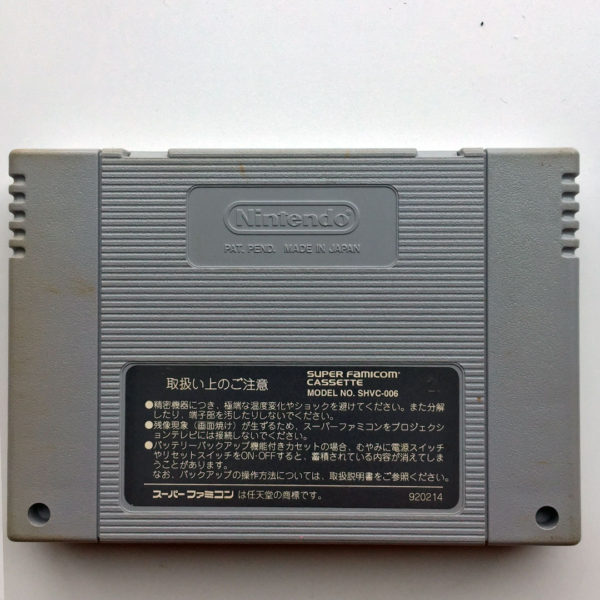 Nintendo
PAT. PEND. MADE IN JAPAN
取扱い上のご注意
SUPER FAMICOM
CASSETTE
MODEL NO. SHVC-006
●精密機器につき、極端な温度変化やショックを避けてください。また分解
したり、端子部を汚したりしないでください。
●残像現象（画面焼け）が生ずるため、スーパーファミコンをプロジェクシ
ョンテレビには接続しないでください。
●バッテリーバックアップ機能付きカセットの場合、むやみに電源スイッチ
やリセットスイッチをON・OFFすると、蓄積されている内容が消えてしま
うことがあります。
なお、バックアップの操作方法については、取扱説明書をご参照ください。
スーパーファミコンは任天堂の商標です。
920214